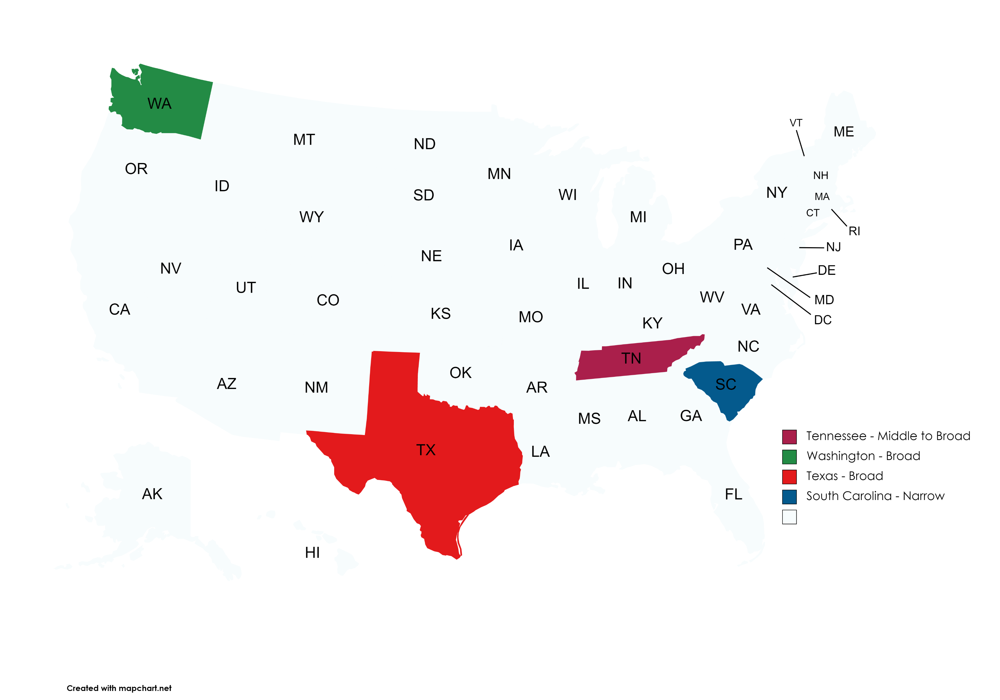 WA
VT
ME
MT
ND
OR
MN
NH
ID
SD
WI
NY
MA
WY
MI
CT
RI
IA
PA
NJ
NE
NV
OH
DE
UT
IL
IN
CO
WV
MD
CA
KS
MO
VA
DC
KY
NC
TN
OK
AZ
NM
AR
SC
MS
AL
GA
TX
LA
Tennessee - Middle to Broad
Washington - Broad
Texas - Broad
South Carolina - Narrow
AK
FL
HI
Created with mapchart.net